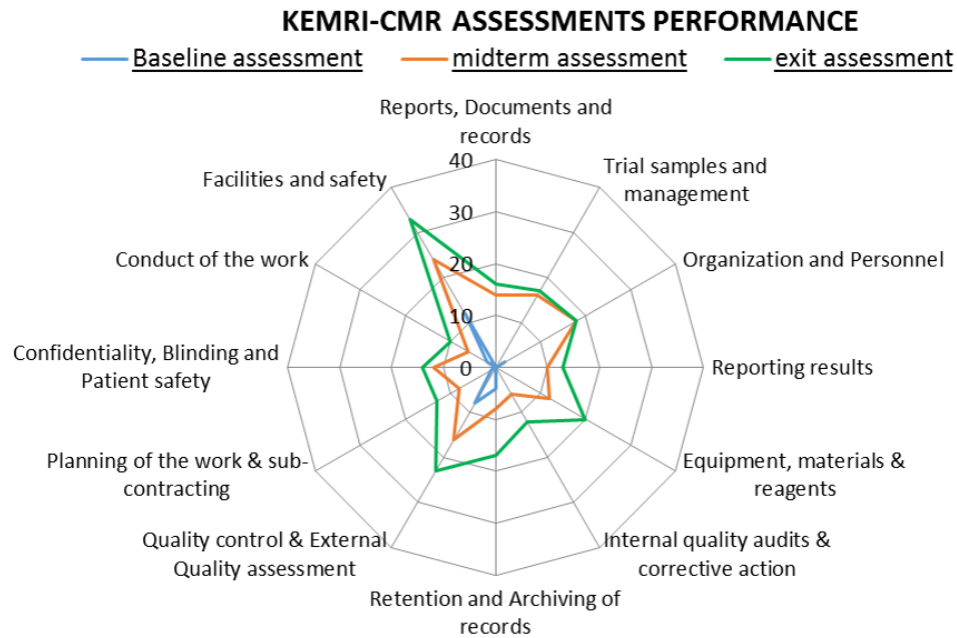 KEMRI-CMR ASSESSMENTS PERFORMANCE
Baseline assessment
midterm assessment
exit assessment
Reports, Documents and
records
Trial samples and
management
Organization and Personnel
Reporting results
Equipment, materials &
reagents
Internal quality audits &
corrective action
Retention and Archiving of
records
Quality control & External
Quality assessment
Planning of the work & sub-
contracting
Confidentiality, Blinding and
Patient safety
Conduct of the work
Facilities and safety
40
30
20
10
0